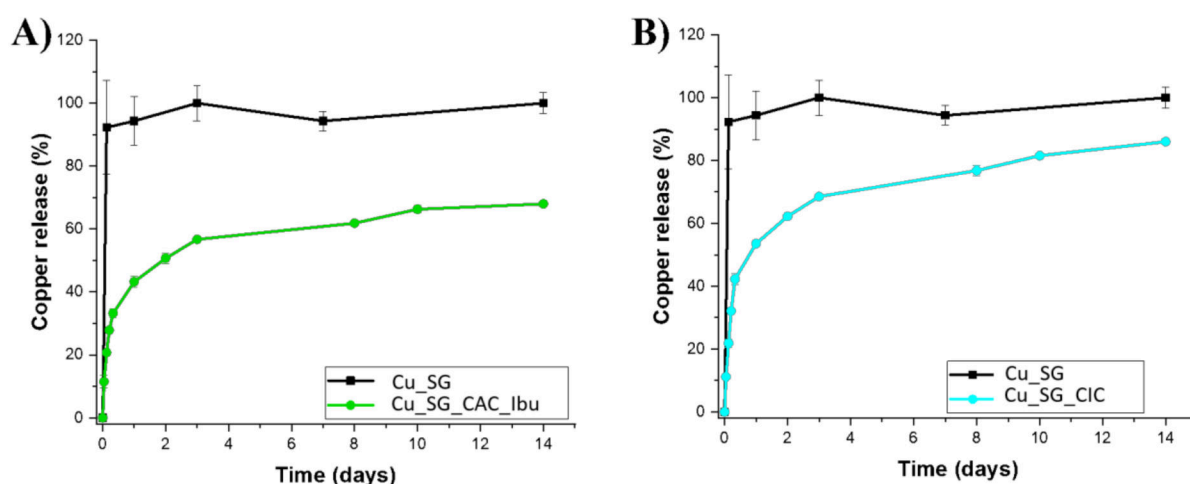 A)
120
100
80
60
40
20
0
Copper release (%)
0 2 4 6 8 10 12 14
Time (days)
Cu_SG
Cu_SG_CAC_Ibu
B)
120
100
80
60
40
20
0
Copper release (%)
0 2 4 6 8 10 12 14
Time (days)
Cu_SG
Cu_SG_CIC